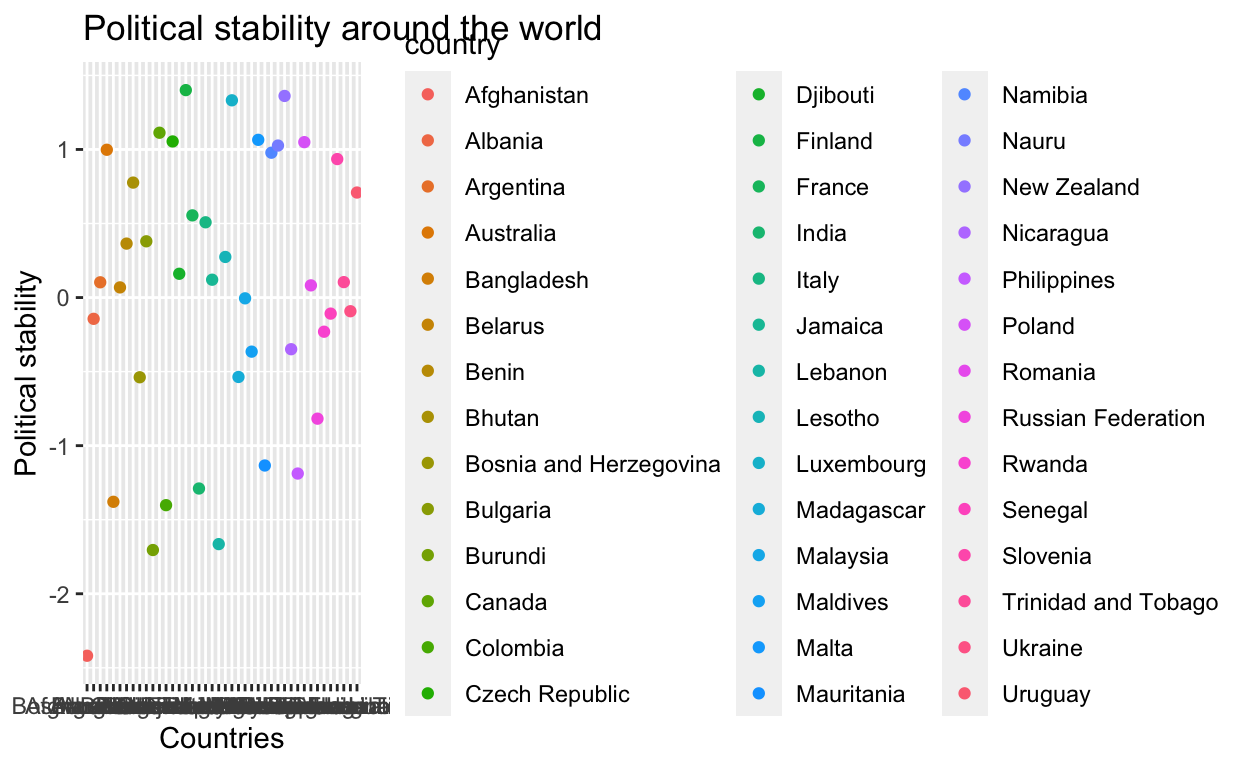 Political stability around the world
country
Political stability
1
0
-1
-2
Countries
Afghanistan
Albania
Argentina
Australia
Bangladesh
Belarus
Benin
Bhutan
Bosnia and Herzegovina
Bulgaria
Burundi
Canada
Colombia
Czech Republic
Djibouti
Finland
France
India
Italy
Jamaica
Lebanon
Lesotho
Luxembourg
Madagascar
Malaysia
Maldives
Malta
Mauritania
Namibia
Nauru
New Zealand
Nicaragua
Philippines
Poland
Romania
Russian Federation
Rwanda
Senegal
Slovenia
Trinidad and Tobago
Ukraine
Uruguay